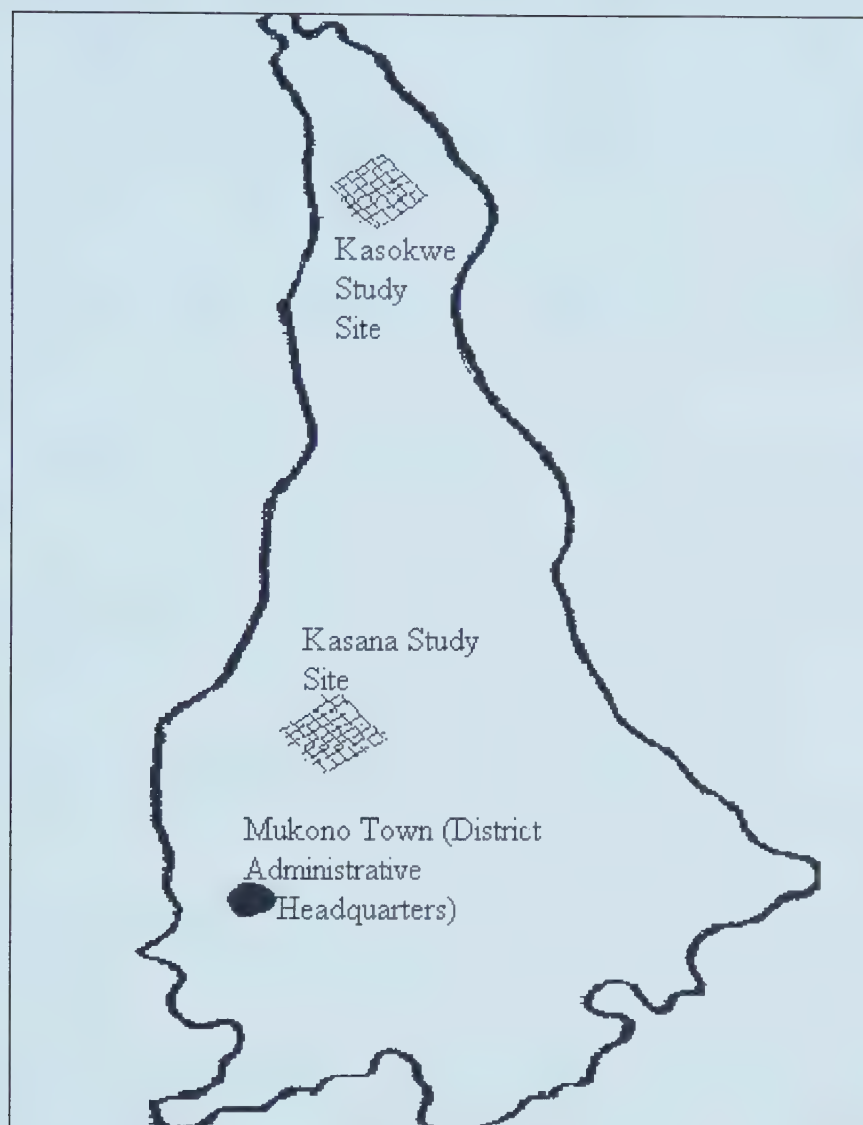 Kasokwe
Study
Site
Kasana Study
Site
Mukono Town (District
Administrative
Headquarters)